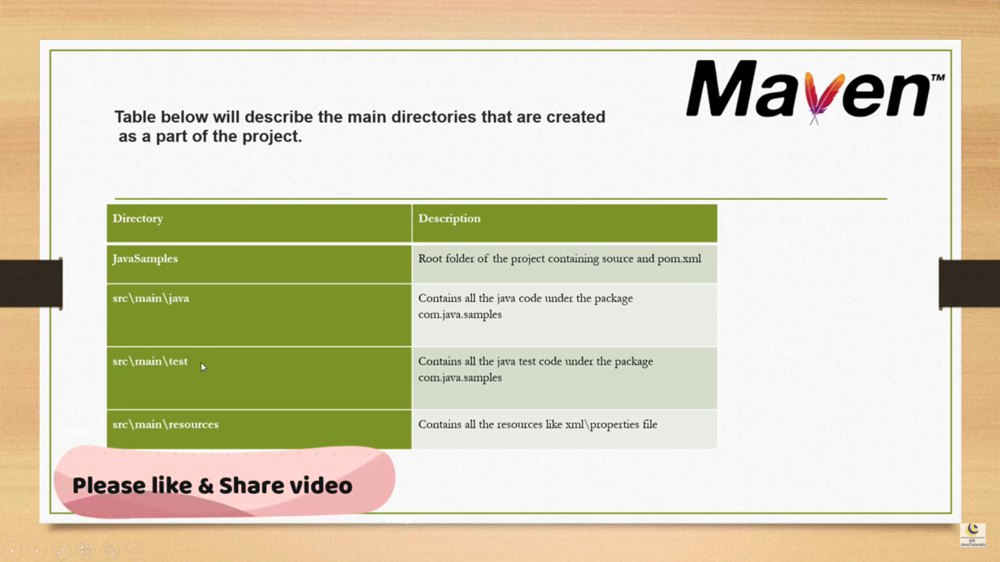 Maven™
Table below will describe the main directories that are created
as a part of the project.
Directory
Description
JavaSamples
Root folder of the project containing source and pom.xml
src\main\java
Contains all the java code under the package
com.java.samples
src\main\test
Contains all the java test code under the package
com.java.samples
src\main\resources
Contains all the resources like xml\properties file
Please like & Share video
KK
JavaTutorials